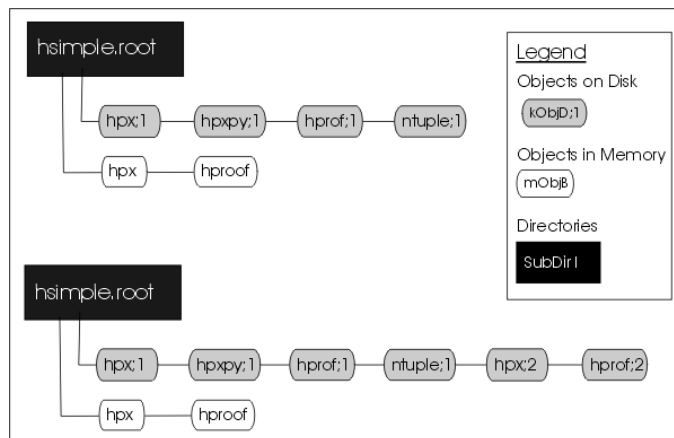 hsimple.root
hpx;1 hpxpy;1 hprof;1 ntuple;1
hpx hproof
hsimple.root
hpx;1 hpxpy;1 hprof;1 ntuple;1 hpx;2 hprof;2
hpx hproof
Legend
Objects on Disk
kObjD;1
Objects in Memory
mObjB
Directories
SubDir1